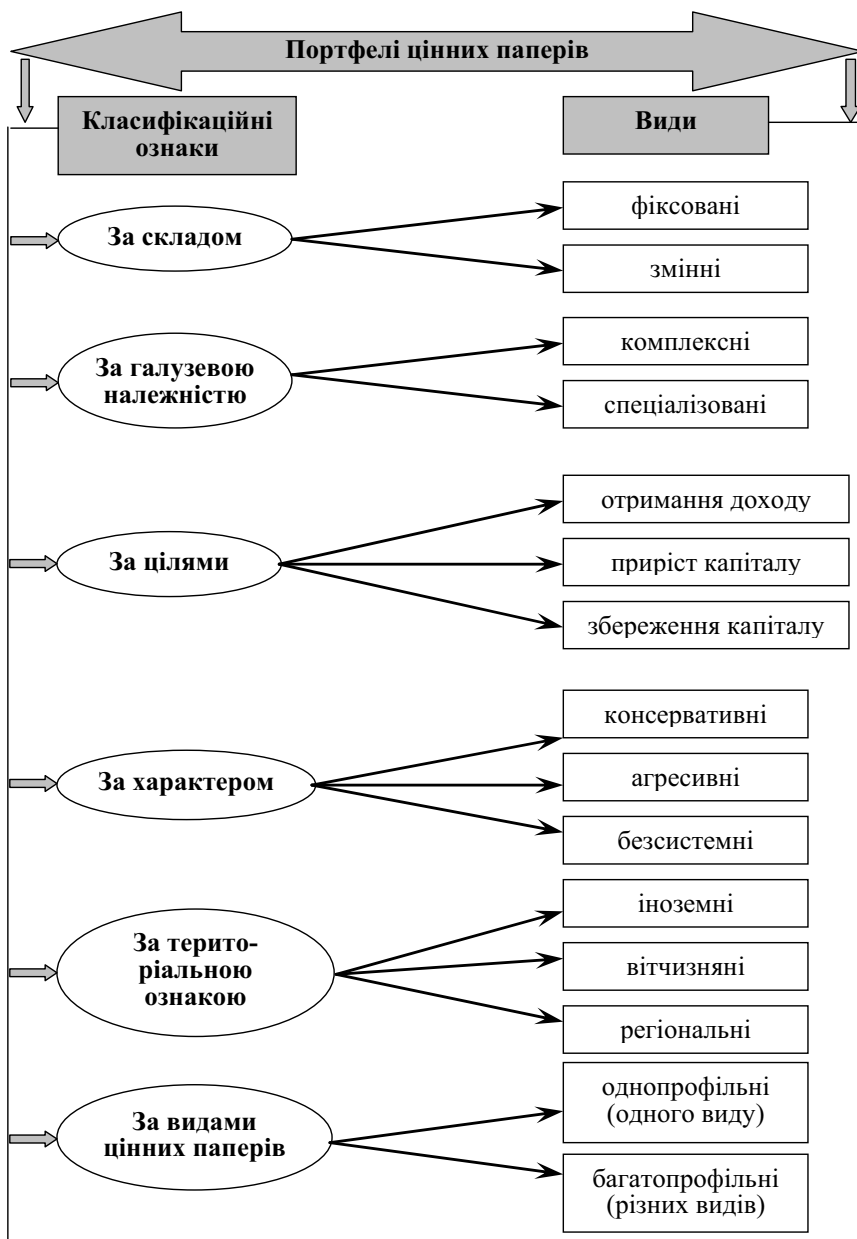 Портфелі цінних паперів
Класифікаційні
ознаки
Види
За складом
фіксовані
змінні
За галузевою
належністю
комплексні
спеціалізовані
За цілями
отримання доходу
приріст капіталу
збереження капіталу
За характером
консервативні
агресивні
безсистемні
За терито-
ріальною
ознакою
іноземні
вітчизняні
регіональні
За видами
цінних паперів
однопрофільні
(одного виду)
багатопрофільні
(різних видів)